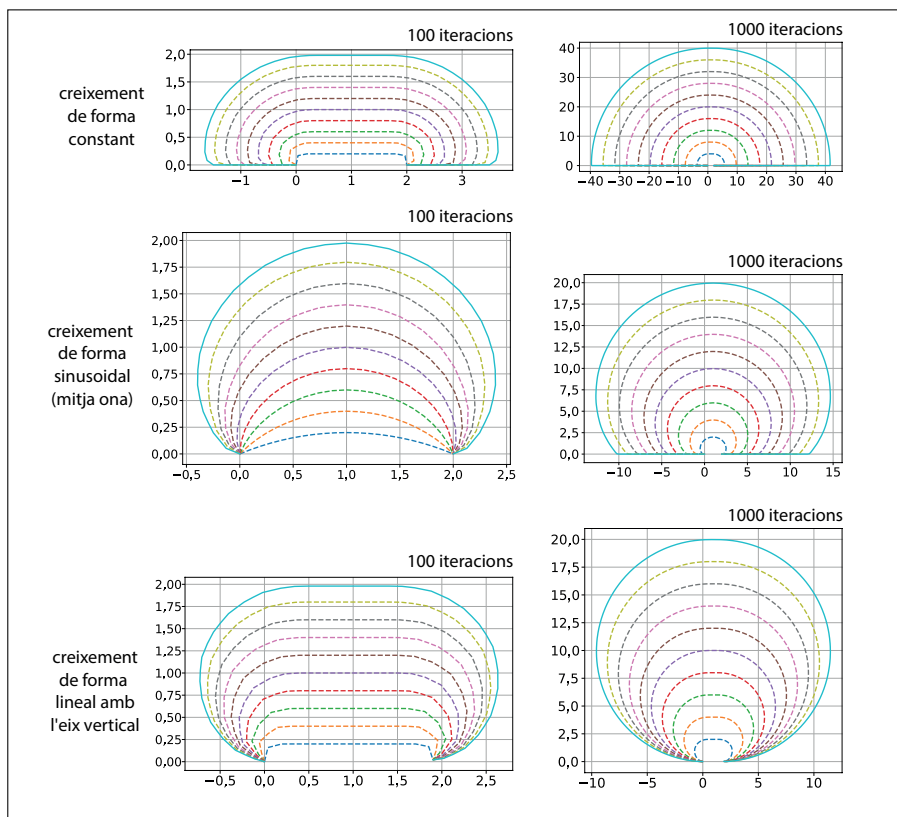 100 iteracions
2,0
1,5
1,0
0,5
0,0
−1 0 1 2 3
creixement
de forma
constant
1000 iteracions
40
30
20
10
0
−40 −30 −20 −10 0 10 20 30 40
100 iteracions
2,00
1,75
1,50
1,25
1,00
0,75
0,50
0,25
0,00
−0,5 0,0 0,5 1,0 1,5 2,0 2,5
creixement
de forma
sinusoidal
(mitja ona)
1000 iteracions
20,0
17,5
15,0
12,5
10,0
7,5
5,0
2,5
0,0
−10 −5 0 5 10 15
100 iteracions
2,00
1,75
1,50
1,25
1,00
0,75
0,50
0,25
0,00
−0,5 0,0 0,5 1,0 1,5 2,0 2,5
creixement
de forma
lineal amb
l'eix vertical
1000 iteracions
20,0
17,5
15,0
12,5
10,0
7,5
5,0
2,5
0,0
−10 −5 0 5 10